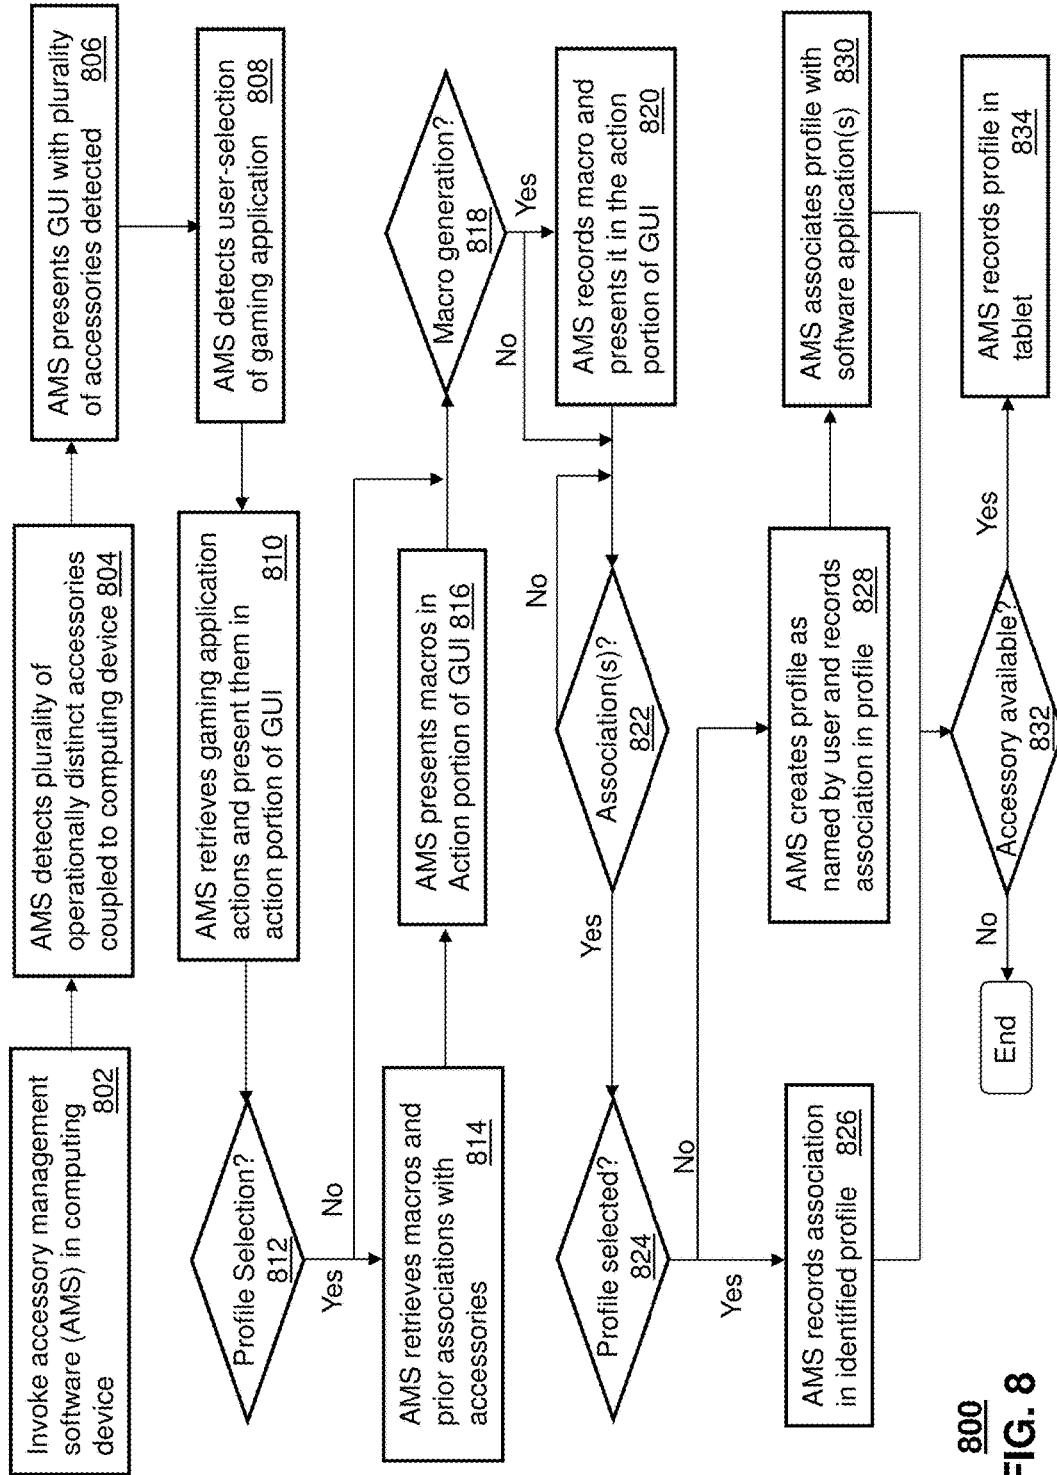 Invoke accessory management
software (AMS) in computing
device 802
AMS detects plurality of
operationally distinct accessories
coupled to computing device 804
AMS presents GUI with plurality
of accessories detected 806
AMS detects user-selection
of gaming application 808
AMS retrieves gaming application
actions and present them in
action portion of GUI 810
Profile Selection?
812
No
Yes
AMS retrieves macros and
prior associations with
accessories 814
AMS presents macros in
Action portion of GUI 816
Macro generation?
818
No
Yes
AMS records macro and
presents it in the action
portion of GUI 820
No
Association(s)?
822
Yes
Profile selected?
824
No
Yes
AMS records association
in identified profile 826
AMS creates profile as
named by user and records
association in profile 828
AMS associates profile with
software application(s) 830
Accessory available?
832
No
End
Yes
AMS records profile in
tablet 834
800
FIG. 8